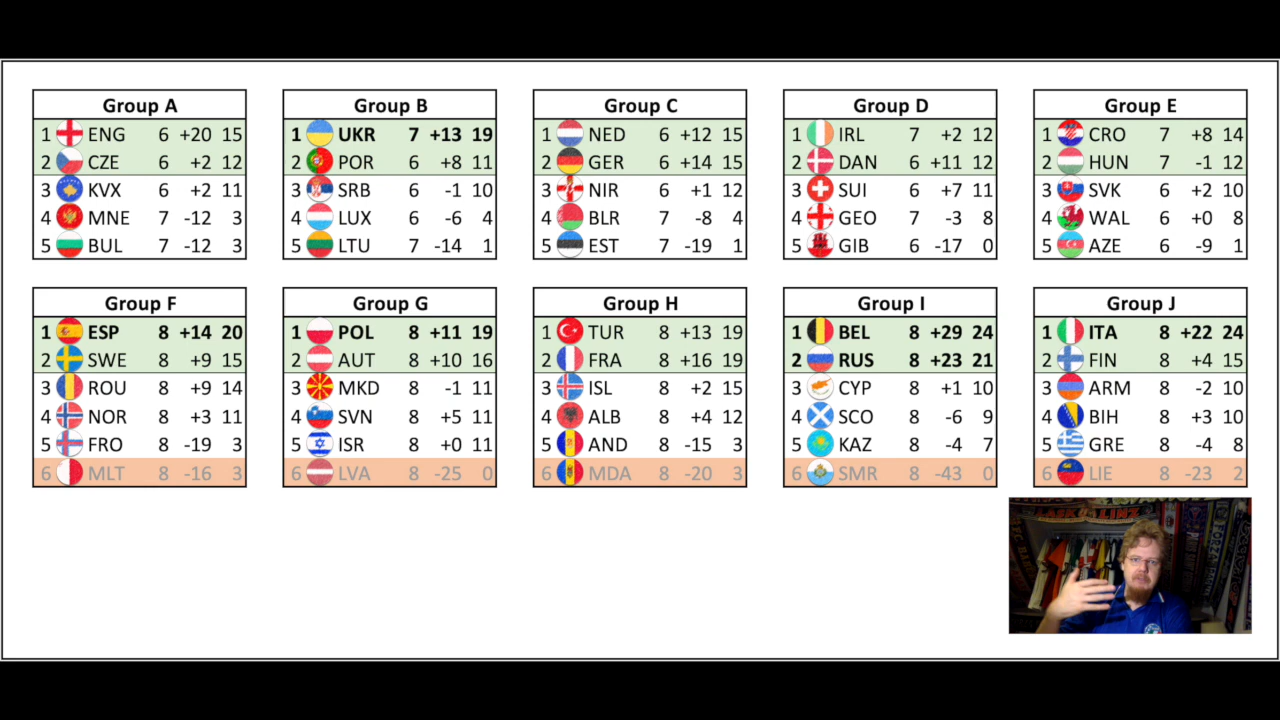 Group A
1 ENG 6 +20 15
2 CZE 6 +2 12
3 KVX 6 +2 11
4 MNE 7 -12 3
5 BUL 7 -12 3
Group B
1 UKR 7 +13 19
2 POR 6 +8 11
3 SRB 6 -1 10
4 LUX 6 -6 4
5 LTU 7 -14 1
Group C
1 NED 6 +12 15
2 GER 6 +14 15
3 NIR 6 +1 12
4 BLR 7 -8 4
5 EST 7 -19 1
Group D
1 IRL 7 +2 12
2 DAN 6 +11 12
3 SUI 6 +7 11
4 GEO 7 -3 8
5 GIB 6 -17 0
Group E
1 CRO 7 +8 14
2 HUN 7 -1 12
3 SVK 6 +2 10
4 WAL 6 +0 8
5 AZE 6 -9 1
Group F
1 ESP 8 +14 20
2 SWE 8 +9 15
3 ROU 8 +9 14
4 NOR 8 +3 11
5 FRO 8 -19 3
6 MLT 8 -16 3
Group G
1 POL 8 +11 19
2 AUT 8 +10 16
3 MKD 8 -1 11
4 SVN 8 +5 11
5 ISR 8 +0 11
6 LVA 8 -25 0
Group H
1 TUR 8 +13 19
2 FRA 8 +16 19
3 ISL 8 +2 15
4 ALB 8 +4 12
5 AND 8 -15 3
6 MDA 8 -20 3
Group I
1 BEL 8 +29 24
2 RUS 8 +23 21
3 CYP 8 +1 10
4 SCO 8 -6 9
5 KAZ 8 -4 7
6 SMR 8 -43 0
Group J
1 ITA 8 +22 24
2 FIN 8 +4 15
3 ARM 8 -2 10
4 BIH 8 +3 10
5 GRE 8 -4 8
6 LIE 8 -23 2
LASK LINZ